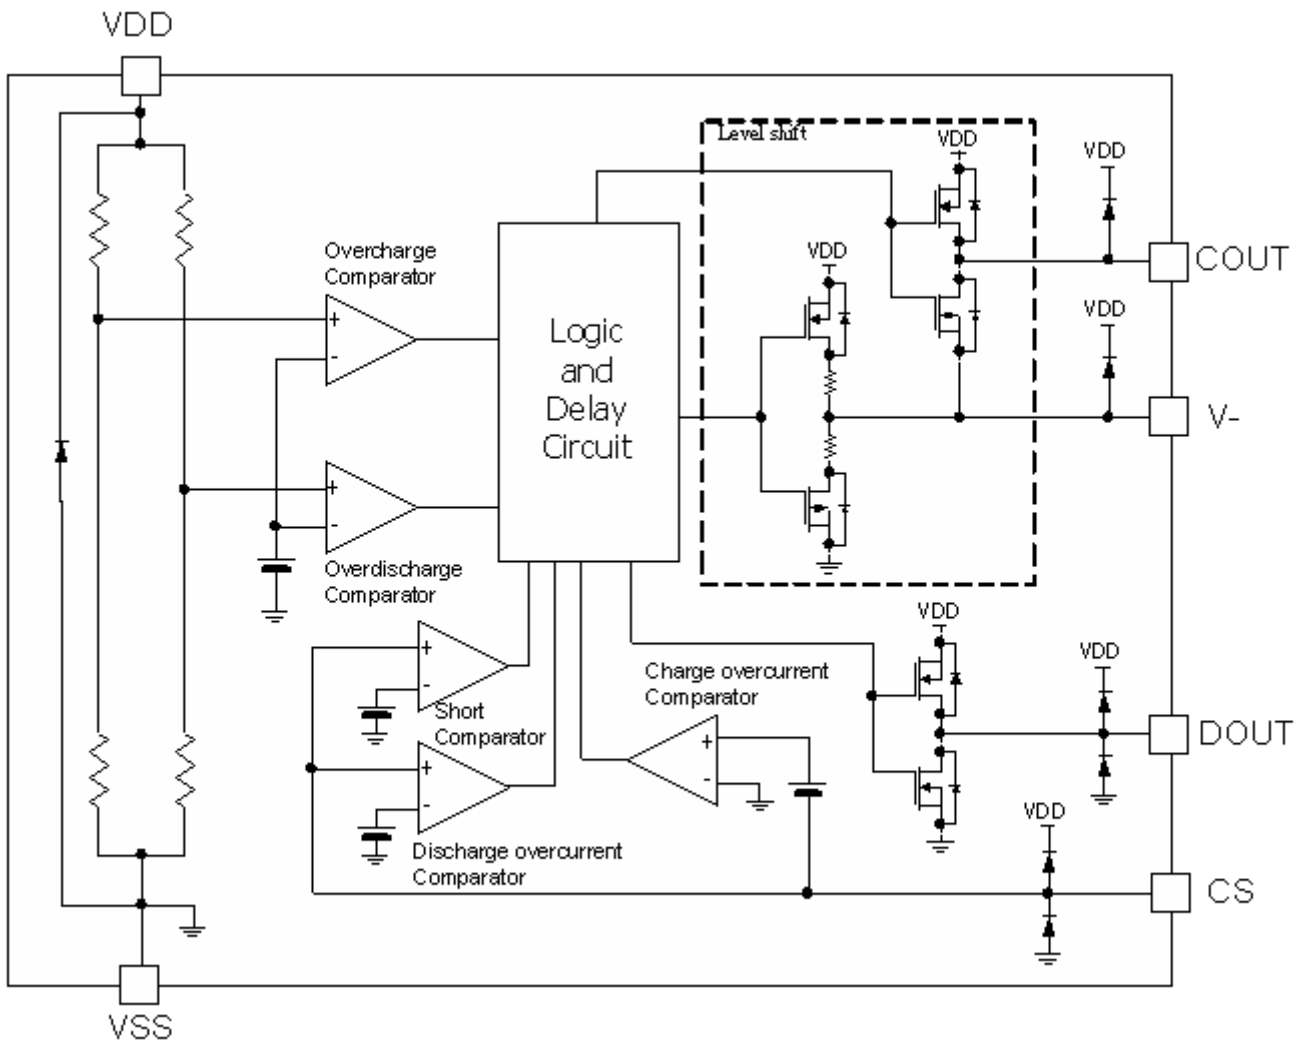 VDD
Level shift
VDD
VDD
COUT
Overcharge
Comparator
VDD
VDD
+
-
Logic
and
Delay
Circuit
V-
+
-
Overdischarge
Comparator
VDD
VDD
+
-
Short
Comparator
Charge overcurrent
Comparator
+
-
DOUT
+
-
Discharge overcurrent
Comparator
VDD
CS
VSS